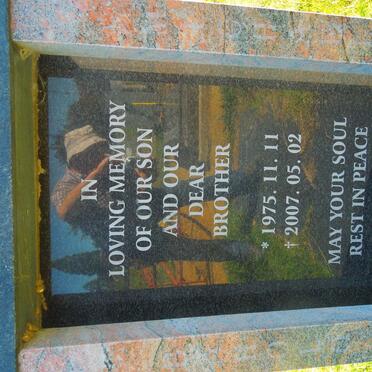 IN
LOVING MEMORY
OF OUR SON
AND OUR
DEAR
BROTHER
* 1975. 11. 11
† 2007. 05. 02
MAY YOUR SOUL
REST IN PEACE